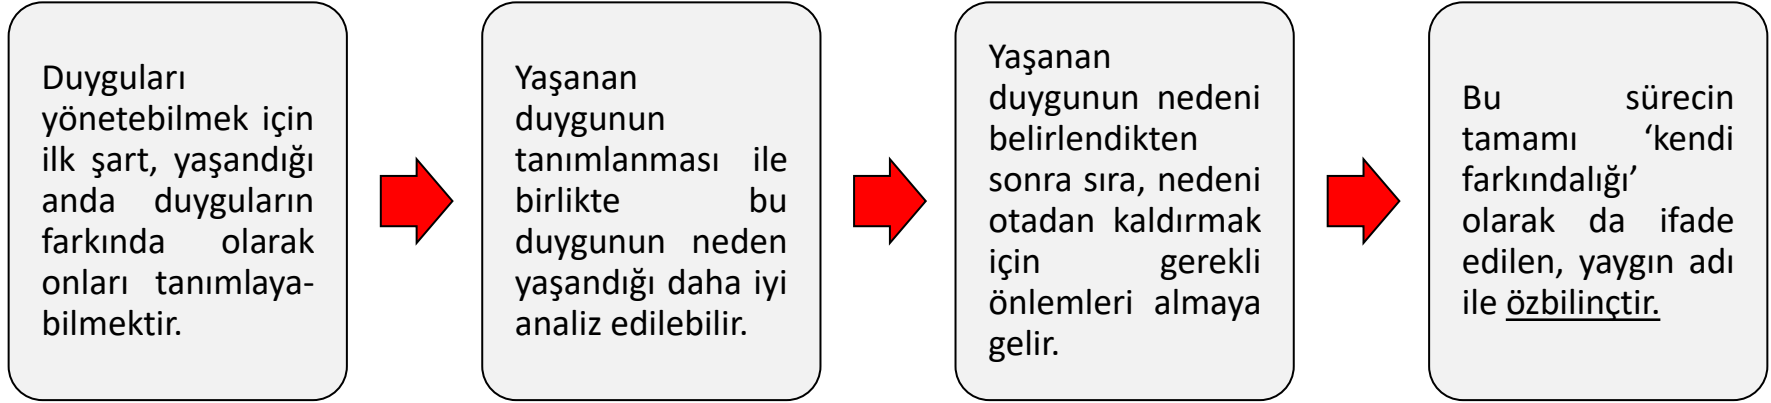 Duyguları
yönetebilmek için
ilk şart, yaşandığı
anda duyguların
farkında olarak
onları tanımlaya-
bilmektir.
Yaşanan
duygunun
tanımlanması ile
birlikte bu
duygunun neden
yaşandığı daha iyi
analiz edilebilir.
Yaşanan
duygunun nedeni
belirlendikten
sonra sıra, nedeni
otadan kaldırmak
için gerekli
önlemleri almaya
gelir.
Bu sürecin
tamamı ‘kendi
farkındalığı’
olarak da ifade
edilen, yaygın adı
ile özbilinçtir.